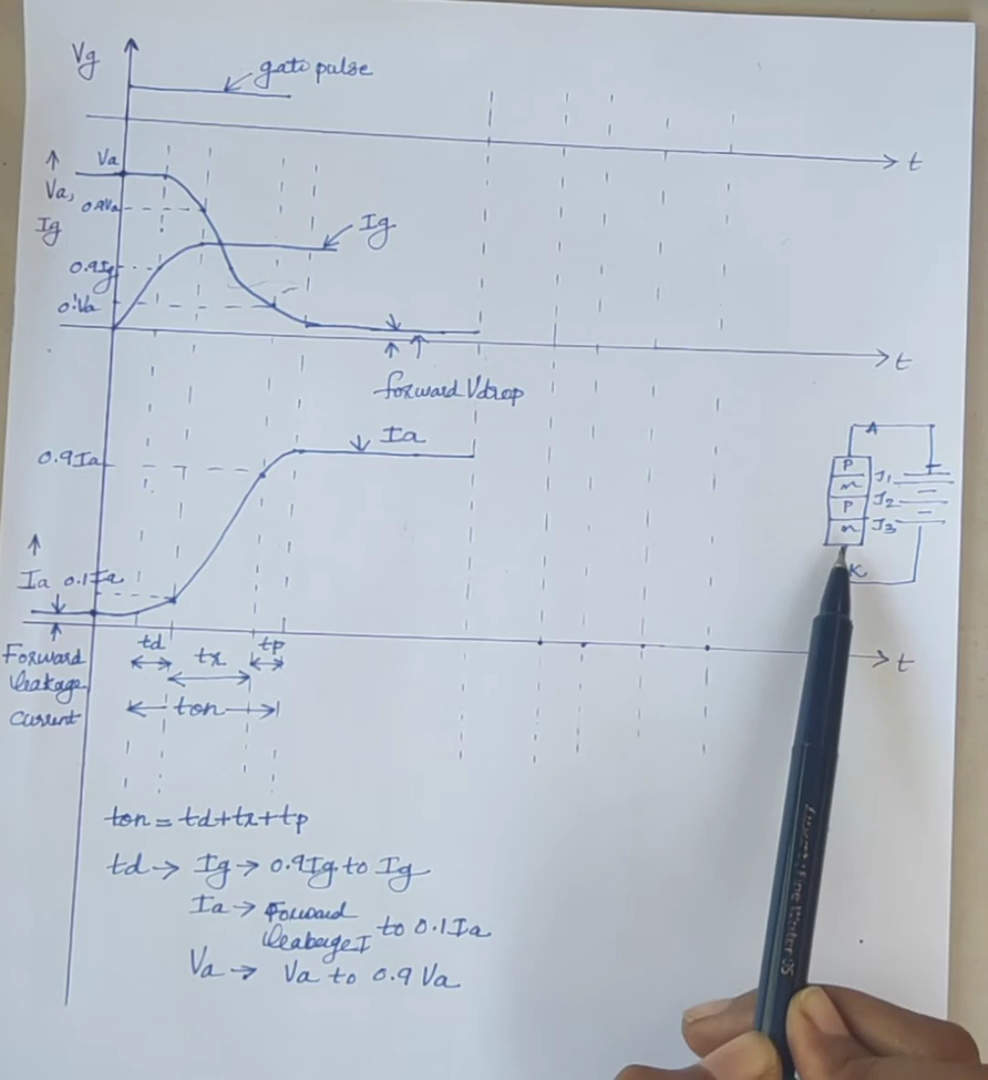 Vg
gate pulse
t
Va
Va,
Ig
0.9Va
Ig
0.9Ig
0.1Va
t
forward Vdrop
Ia
0.9Ia
A
P
n
P
n
J1
J2
J3
K
Ia 0.1Ia
td
tr
tp
t
Forward
leakage
current
ton
ton = td+tr+tp
td → Ig → 0.9Ig to Ig
Ia → Forward
leakage I to 0.1Ia
Va → Va to 0.9 Va